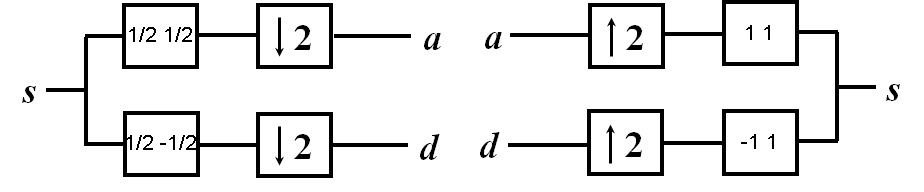 1/2 1/2 ↓ 2 a a ↑ 2 1 1
s s
1/2 -1/2 ↓ 2 d d ↑ 2 -1 1